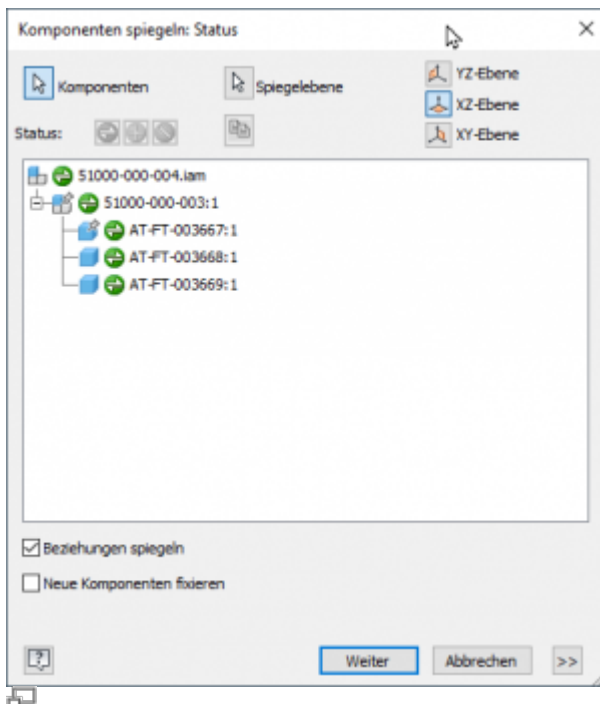 Komponenten spiegeln: Status
Komponenten
Spiegelebene
YZ-Ebene
XZ-Ebene
XY-Ebene
Status:
51000-000-004.iam
51000-000-003:1
AT-FT-003667:1
AT-FT-003668:1
AT-FT-003669:1
Beziehungen spiegeln
Neue Komponenten fixieren
Weiter
Abbrechen
>>